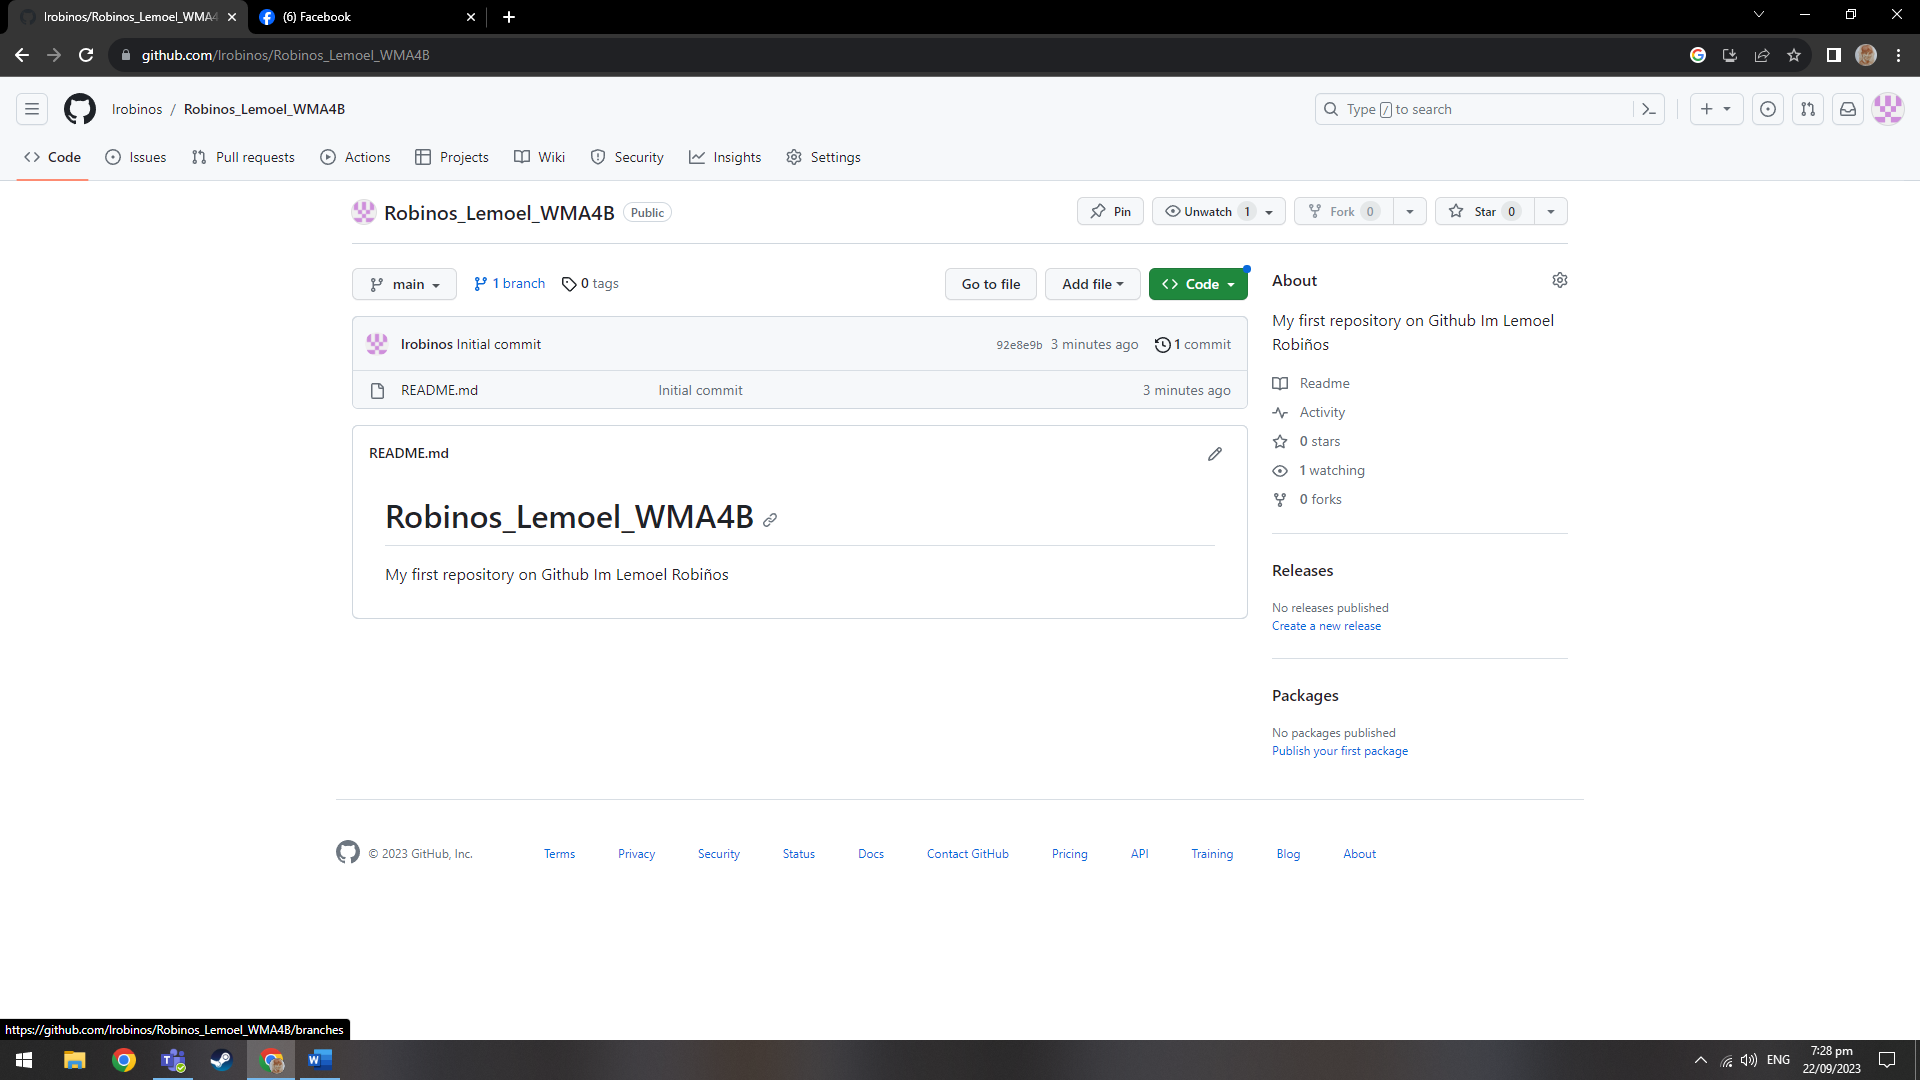 lrobinos/Robinos_Lemoel_WMA4
(6) Facebook
github.com/lrobinos/Robinos_Lemoel_WMA4B
lrobinos / Robinos_Lemoel_WMA4B
Type / to search
Code Issues Pull requests Actions Projects Wiki Security Insights Settings
Robinos_Lemoel_WMA4B Public
Pin Unwatch 1 Fork 0 Star 0
main 1 branch 0 tags Go to file Add file Code
lrobinos Initial commit 92e8e9b 3 minutes ago 1 commit
README.md Initial commit 3 minutes ago
README.md
Robinos_Lemoel_WMA4B
My first repository on Github Im Lemoel Robiños
About
My first repository on Github Im Lemoel
Robiños
Readme
Activity
0 stars
1 watching
0 forks
Releases
No releases published
Create a new release
Packages
No packages published
Publish your first package
© 2023 GitHub, Inc. Terms Privacy Security Status Docs Contact GitHub Pricing API Training Blog About
https://github.com/lrobinos/Robinos_Lemoel_WMA4B/branches
ENG
7:28 pm
22/09/2023